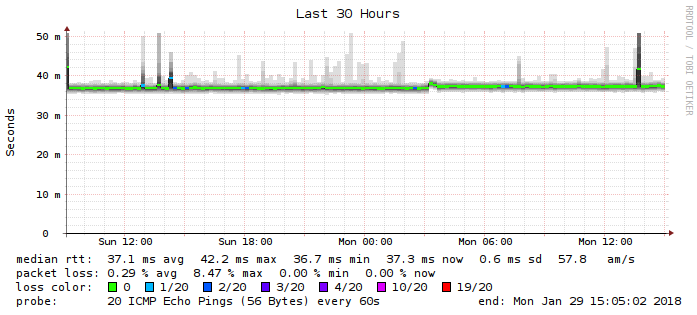 Last 30 Hours
RRDTOOL / TOBI OETIKER
Seconds
50 m
40 m
30 m
20 m
10 m
0
Sun 12:00 Sun 18:00 Mon 00:00 Mon 06:00 Mon 12:00
median rtt: 37.1 ms avg 42.2 ms max 36.7 ms min 37.3 ms now 0.6 ms sd 57.8 am/s
packet loss: 0.29 % avg 8.47 % max 0.00 % min 0.00 % now
loss color: 0 1/20 2/20 3/20 4/20 10/20 19/20
probe: 20 ICMP Echo Pings (56 Bytes) every 60s end: Mon Jan 29 15:05:02 2018